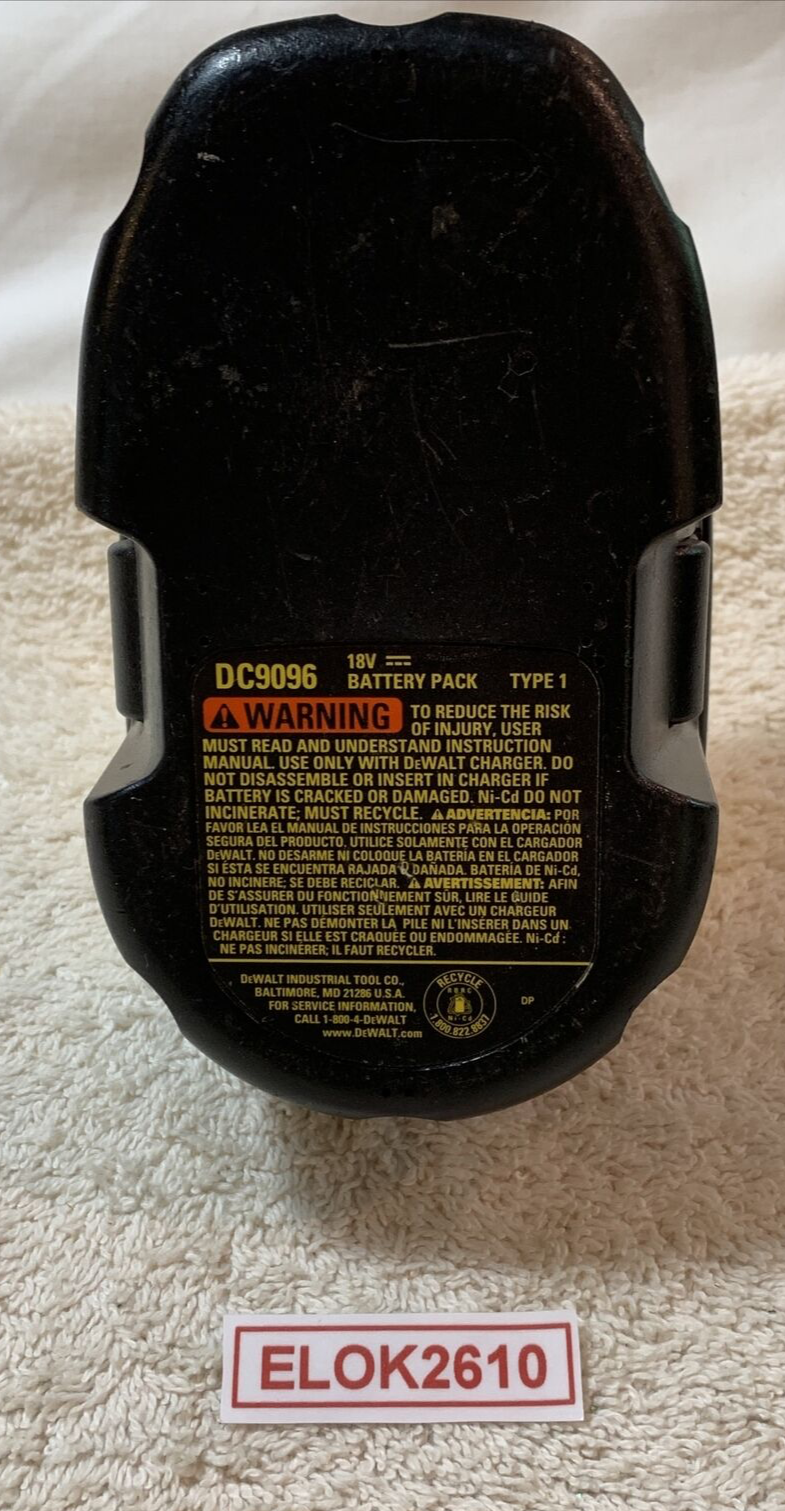 DC9096 18V BATTERY PACK TYPE 1
WARNING TO REDUCE THE RISK
OF INJURY, USER
MUST READ AND UNDERSTAND INSTRUCTION
MANUAL. USE ONLY WITH DEWALT CHARGER. DO
NOT DISASSEMBLE OR INSERT IN CHARGER IF
BATTERY IS CRACKED OR DAMAGED. Ni-Cd DO NOT
INCINERATE; MUST RECYCLE. ADVERTENCIA: POR
FAVOR LEA EL MANUAL DE INSTRUCCIONES PARA LA OPERACIÓN
SEGURA DEL PRODUCTO. UTILICE SOLAMENTE CON EL CARGADOR
DEWALT. NO DESARME NI COLOQUE LA BATERÍA EN EL CARGADOR
SI ÉSTA SE ENCUENTRA RAJADA O DAÑADA. BATERÍA DE Ni-Cd,
NO INCINERE; SE DEBE RECICLAR. AVERTISSEMENT: AFIN
DE S'ASSURER DU FONCTIONNEMENT SÛR, LIRE LE GUIDE
D'UTILISATION. UTILISER SEULEMENT AVEC UN CHARGEUR
DEWALT. NE PAS DÉMONTER LA PILE NI L'INSÉRER DANS UN
CHARGEUR SI ELLE EST CRAQUÉE OU ENDOMMAGÉE. Ni-Cd :
NE PAS INCINÉRER; IL FAUT RECYCLER.
DEWALT INDUSTRIAL TOOL CO.,
BALTIMORE, MD 21286 U.S.A.
FOR SERVICE INFORMATION,
CALL 1-800-4-DEWALT
www.DEWALT.com
RECYCLE
RBRC
Ni-Cd
1.800.822.8837
DP
ELOK2610